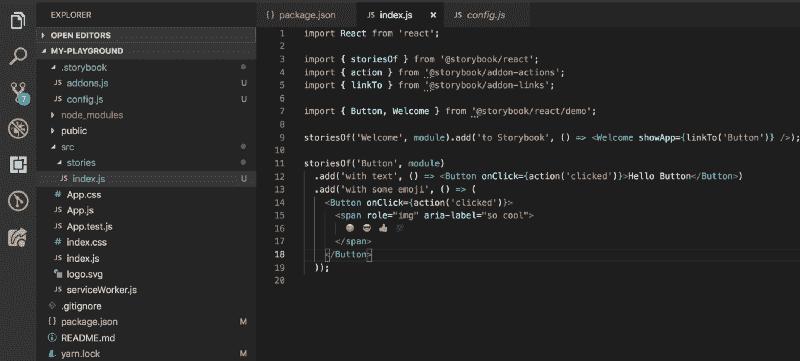 EXPLORER
OPEN EDITORS
MY-PLAYGROUND
.storybook
JS addons.js U
JS config.js U
node_modules
public
src
stories
JS index.js U
# App.css
JS App.js
JS App.test.js
# index.css
JS index.js
logo.svg
JS serviceWorker.js
.gitignore
package.json M
README.md
yarn.lock M
7
{ } package.json
JS index.js ×
JS config.js
1 import React from 'react';
2
3 import { storiesOf } from '@storybook/react';
4 import { action } from '@storybook/addon-actions';
5 import { linkTo } from '@storybook/addon-links';
6
7 import { Button, Welcome } from '@storybook/react/demo';
8
9 storiesOf('Welcome', module).add('to Storybook', () => <Welcome showApp={linkTo('Button')} />);
10
11 storiesOf('Button', module)
12 .add('with text', () => <Button onClick={action('clicked')}>Hello Button</Button>)
13 .add('with some emoji', () => (
14 <Button onClick={action('clicked')}>
15 <span role="img" aria-label="so cool">
16 😀 😎 👍 💯
17 </span>
18 </Button>
19 ));
20